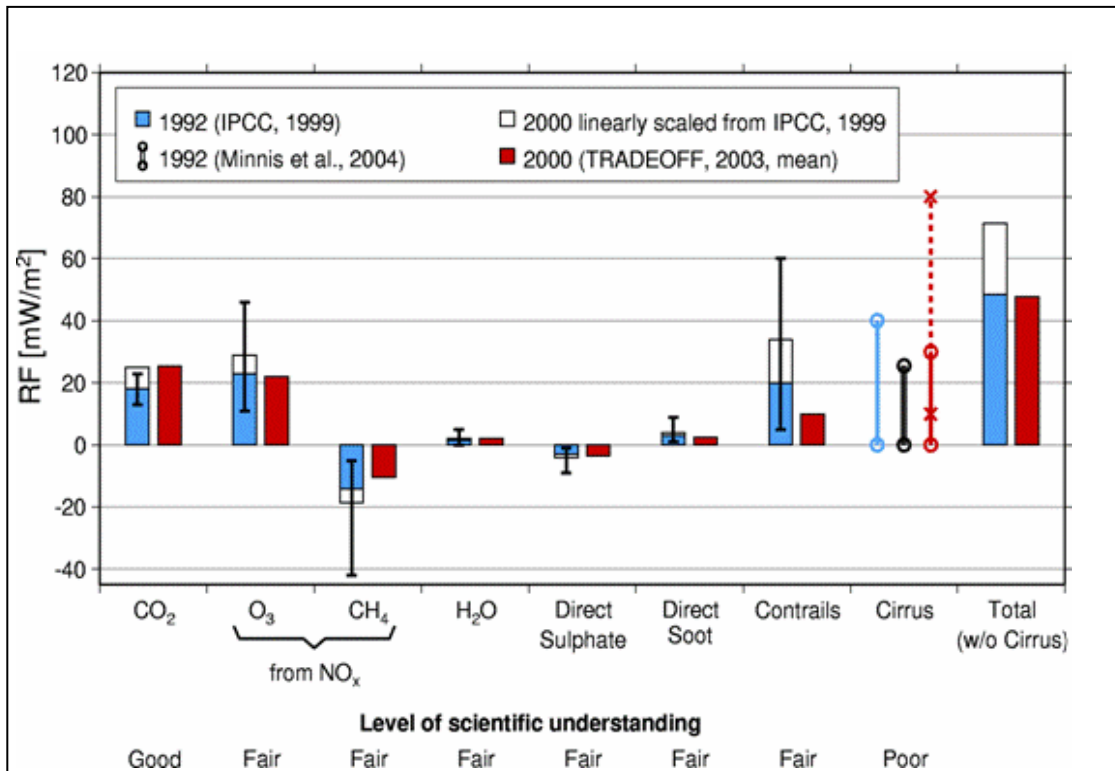 120
100
80
60
40
20
0
-20
-40
RF [mW/m²]
1992 (IPCC, 1999)
2000 linearly scaled from IPCC, 1999
1992 (Minnis et al., 2004)
2000 (TRADEOFF, 2003, mean)
CO₂
O₃
CH₄
H₂O
Direct
Sulphate
Direct
Soot
Contrails
Cirrus
Total
(w/o Cirrus)
from NOₓ
Level of scientific understanding
Good Fair Fair Fair Fair Fair Fair Poor